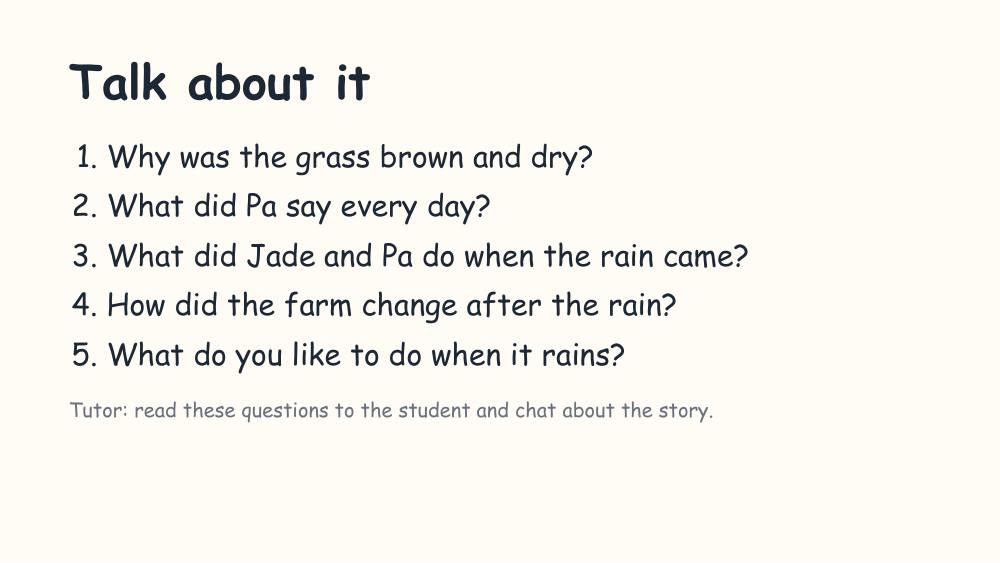 Talk about it
1. Why was the grass brown and dry?
2. What did Pa say every day?
3. What did Jade and Pa do when the rain came?
4. How did the farm change after the rain?
5. What do you like to do when it rains?
Tutor: read these questions to the student and chat about the story.